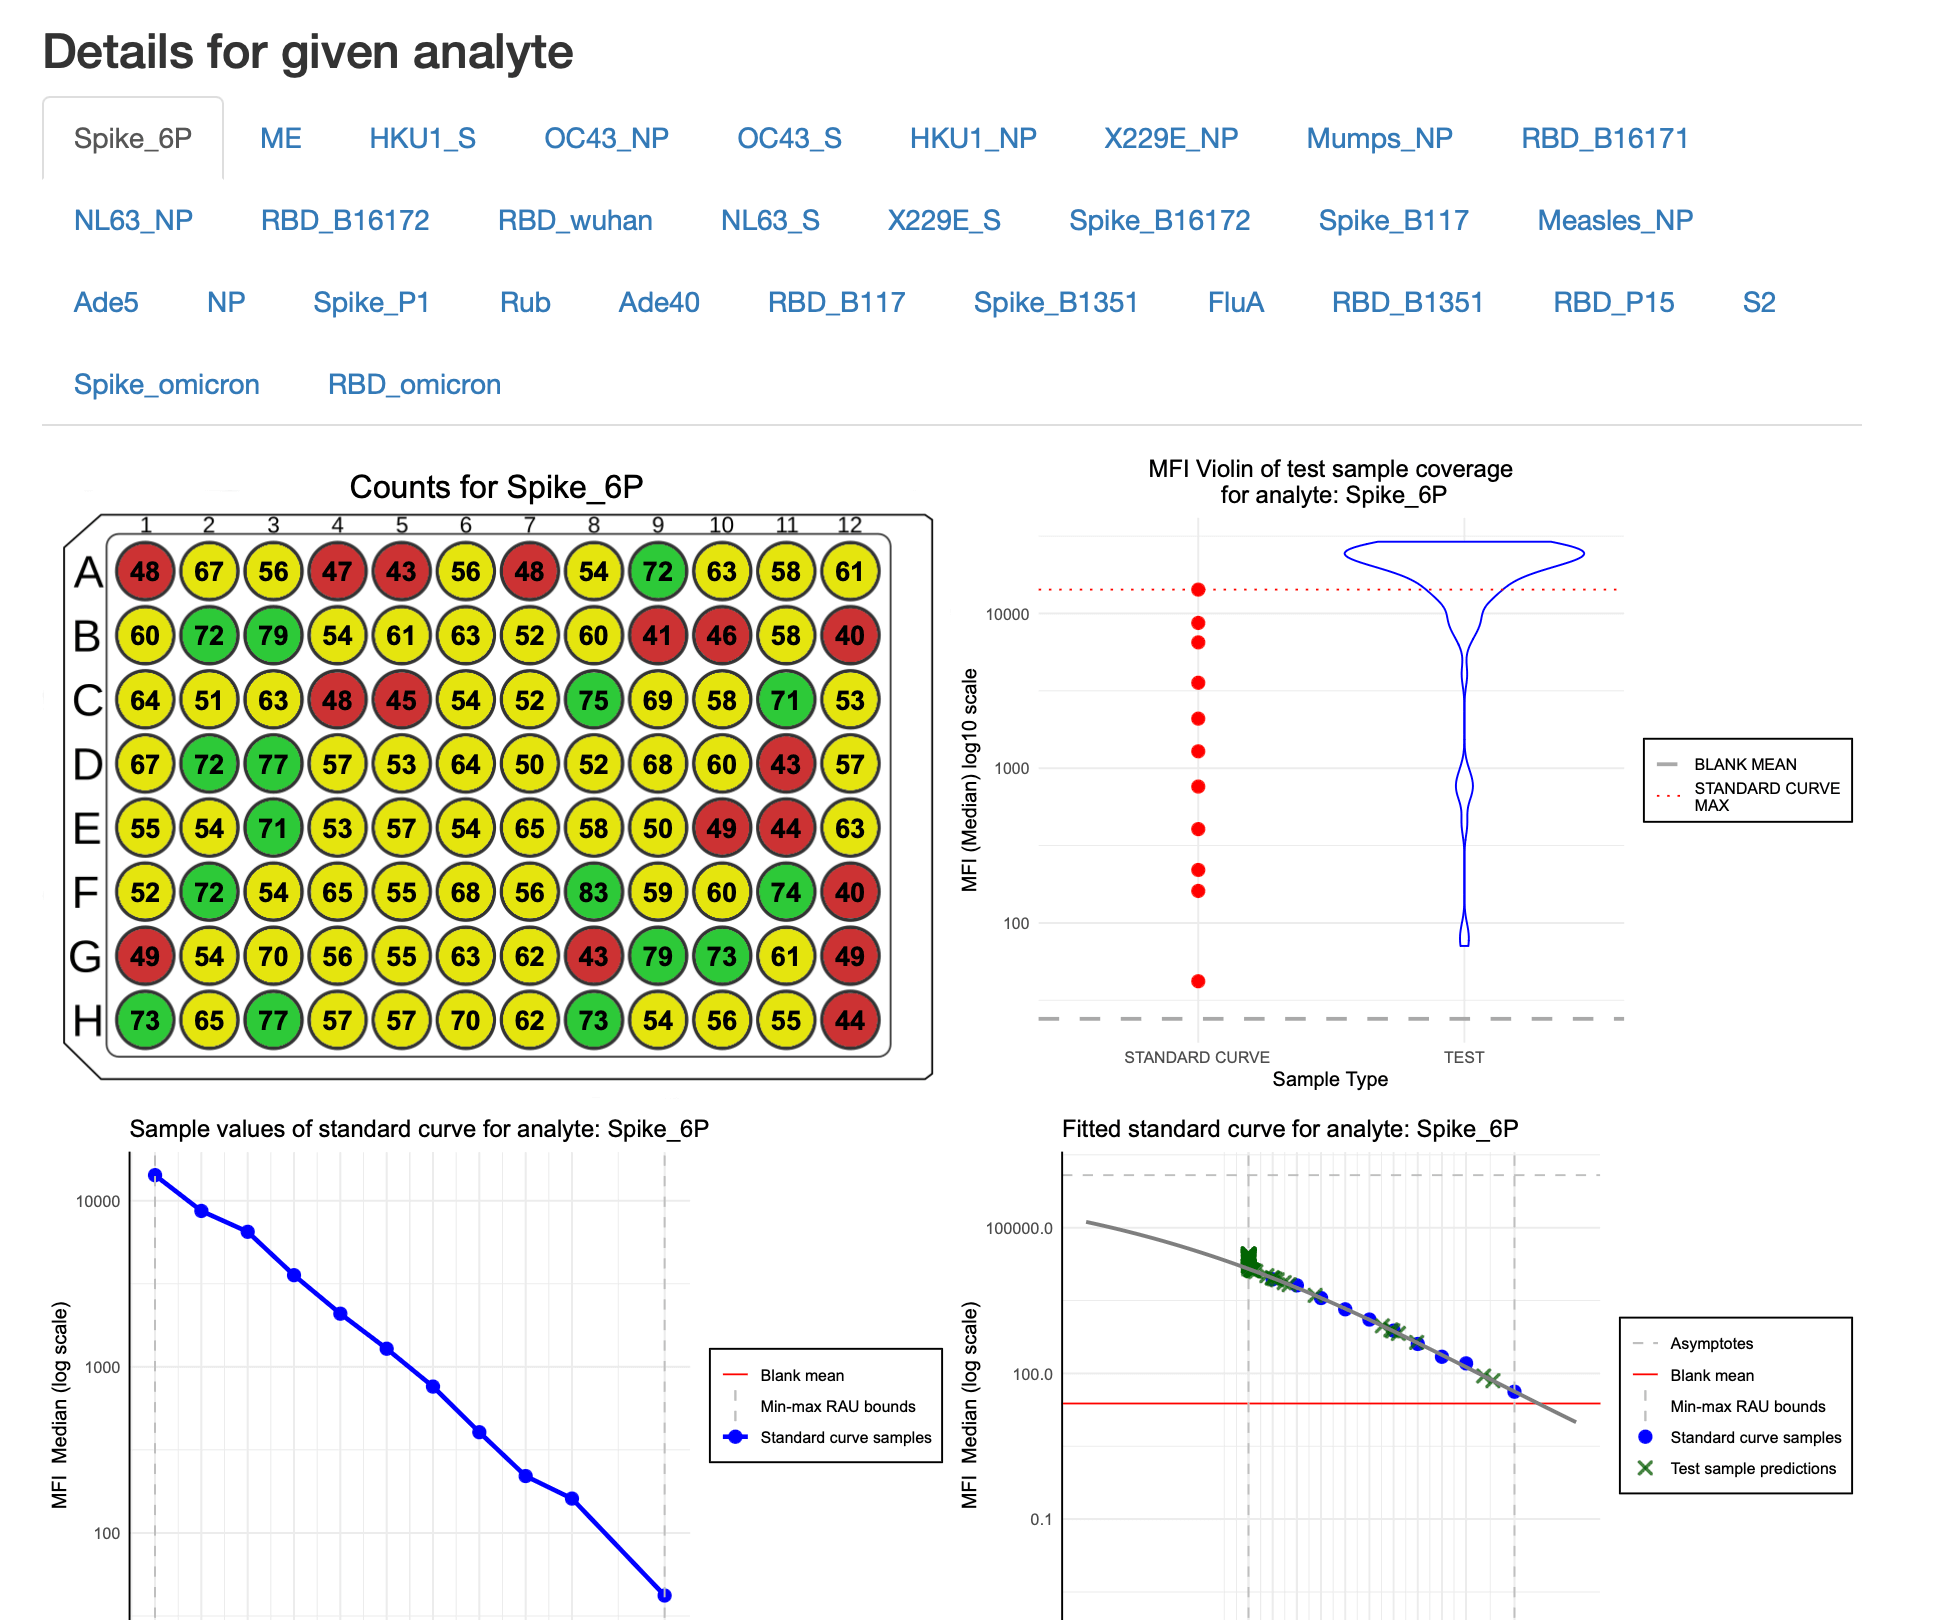 Details for given analyte
Spike_6P ME HKU1_S OC43_NP OC43_S HKU1_NP X229E_NP Mumps_NP RBD_B16171
NL63_NP RBD_B16172 RBD_wuhan NL63_S X229E_S Spike_B16172 Spike_B117 Measles_NP
Ade5 NP Spike_P1 Rub Ade40 RBD_B117 Spike_B1351 FluA RBD_B1351 RBD_P15 S2
Spike_omicron RBD_omicron
Counts for Spike_6P
1 2 3 4 5 6 7 8 9 10 11 12
A 48 67 56 47 43 56 48 54 72 63 58 61
B 60 72 79 54 61 63 52 60 41 46 58 40
C 64 51 63 48 45 54 52 75 69 58 71 53
D 67 72 77 57 53 64 50 52 68 60 43 57
E 55 54 71 53 57 54 65 58 50 49 44 63
F 52 72 54 65 55 68 56 83 59 60 74 40
G 49 54 70 56 55 63 62 43 79 73 61 49
H 73 65 77 57 57 70 62 73 54 56 55 44
MFI Violin of test sample coverage
for analyte: Spike_6P
MFI (Median) log10 scale
10000
1000
100
STANDARD CURVE TEST
Sample Type
BLANK MEAN
STANDARD CURVE
MAX
Sample values of standard curve for analyte: Spike_6P
MFI Median (log scale)
10000
1000
100
Blank mean
Min-max RAU bounds
Standard curve samples
Fitted standard curve for analyte: Spike_6P
MFI Median (log scale)
100000.0
100.0
0.1
Asymptotes
Blank mean
Min-max RAU bounds
Standard curve samples
Test sample predictions